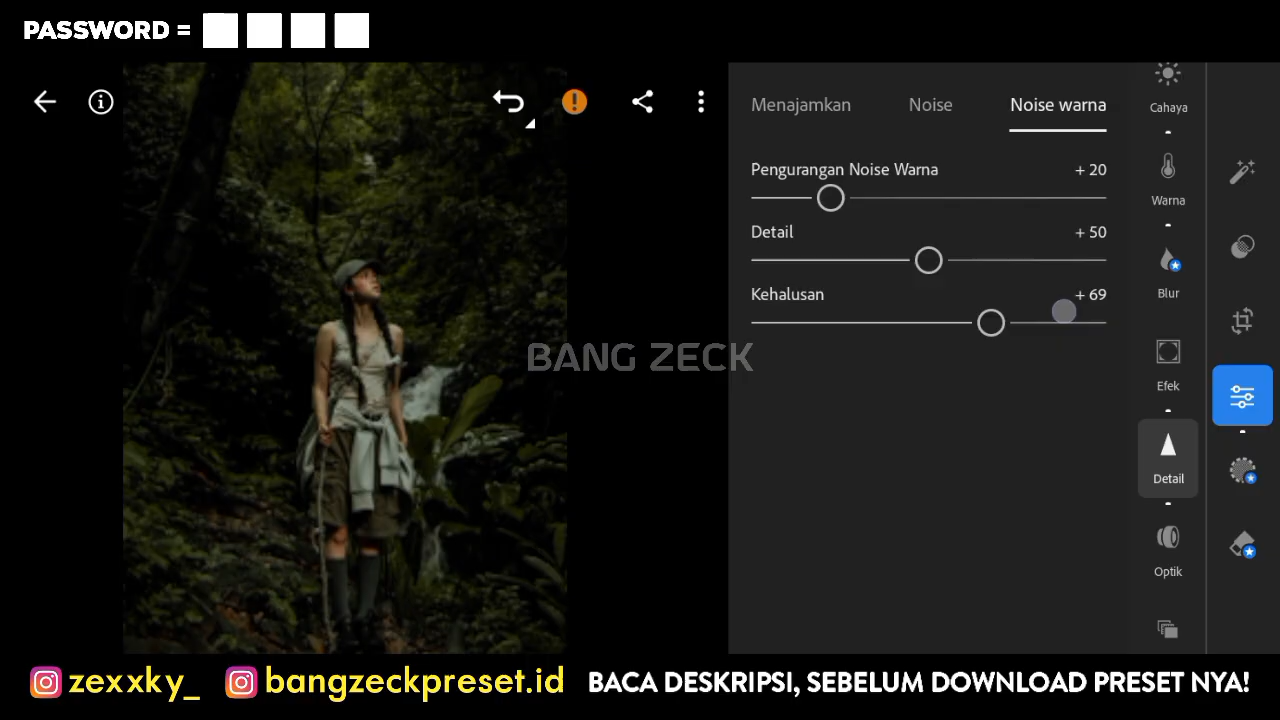 PASSWORD =
Menajamkan
Noise
Noise warna
Pengurangan Noise Warna
+ 20
Detail
+ 50
Kehalusan
+ 69
Cahaya
Warna
Blur
Efek
Detail
Optik
BANG ZECK
zexxky_
bangzeckpreset.id
BACA DESKRIPSI, SEBELUM DOWNLOAD PRESET NYA!